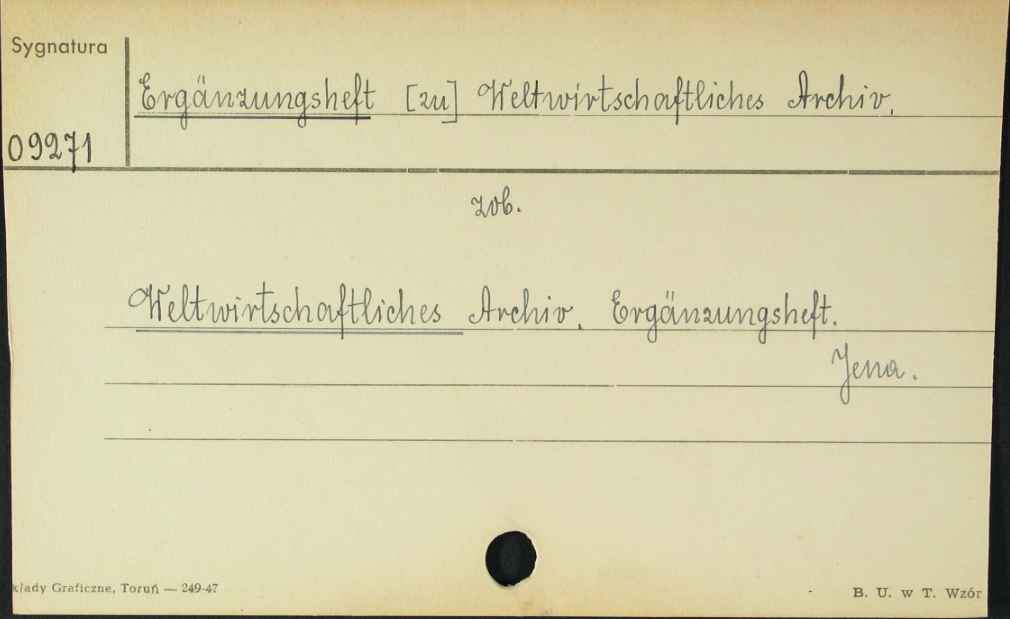 Sygnatura
Ergänzungsheft [zu] Weltwirtschaftliches Archiv.
09271
zob.
Weltwirtschaftliches Archiv. Ergänzungsheft.
Jena.
kłady Graficzne, Toruń — 249-47
B. U. w T. Wzór